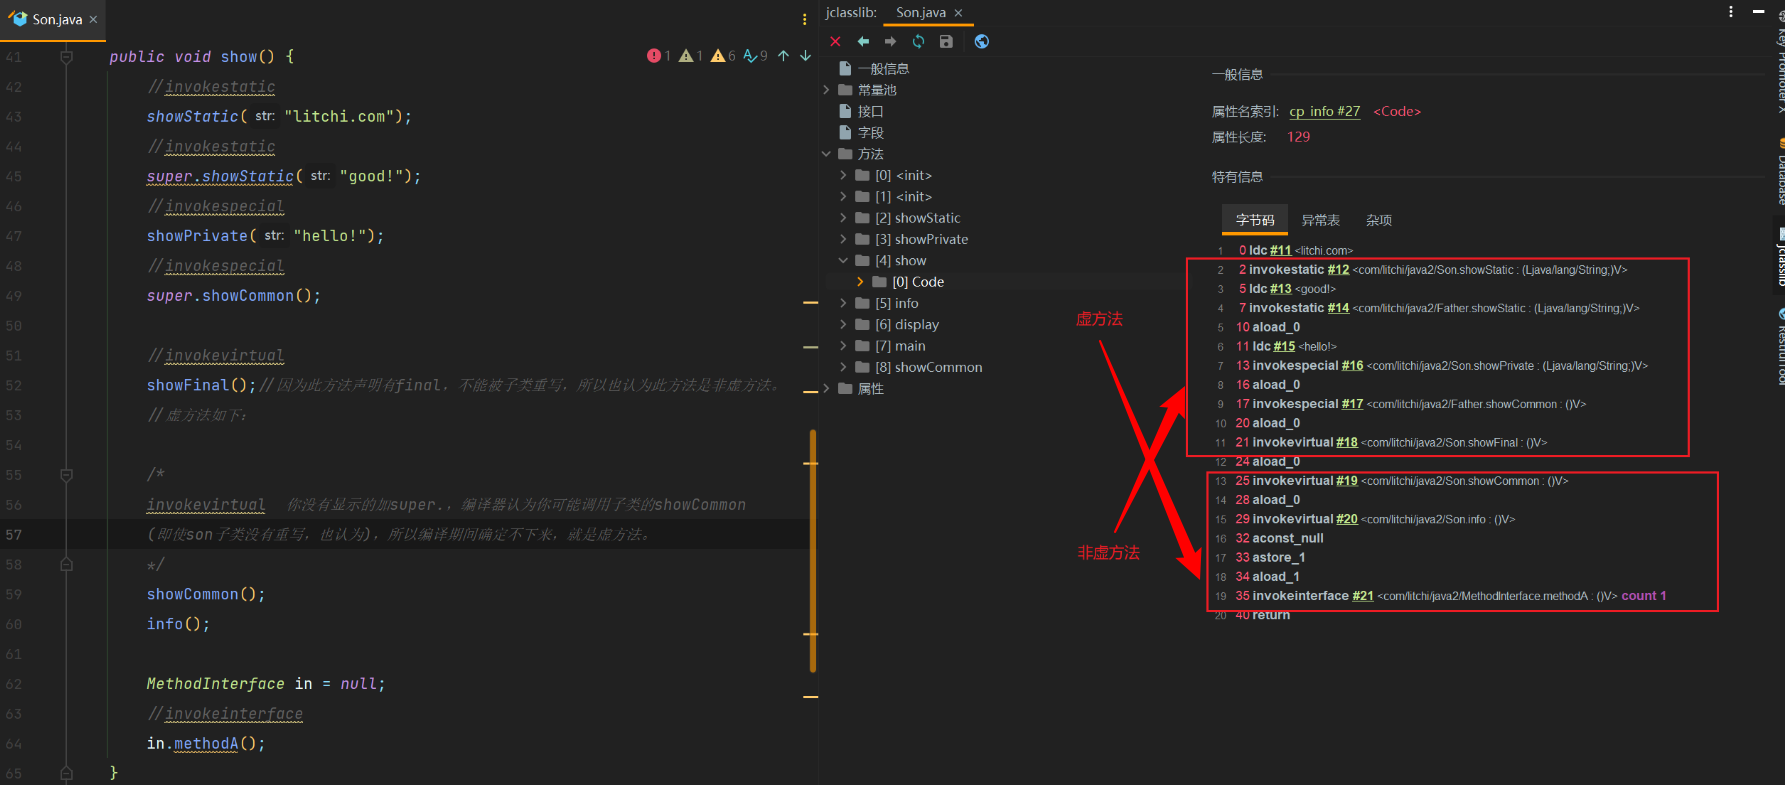 Son.java
41 public void show() {
1 1 6 9
42 //invokestatic
43 showStatic( str: "litchi.com");
44 //invokestatic
45 super.showStatic( str: "good!");
46 //invokespecial
47 showPrivate( str: "hello!");
48 //invokespecial
49 super.showCommon();
50
51 //invokevirtual
52 showFinal();//因为此方法声明有final，不能被子类重写，所以也认为此方法是非虚方法。
53 //虚方法如下：
54
55 /*
56 invokevirtual 你没有显示的加super.，编译器认为你可能调用子类的showCommon
57 (即使son子类没有重写，也认为)，所以编译期间确定不下来，就是虚方法。
58 */
59 showCommon();
60 info();
61
62 MethodInterface in = null;
63 //invokeinterface
64 in.methodA();
65 }
jclasslib: Son.java
一般信息
常量池
接口
字段
方法
[0] <init>
[1] <init>
[2] showStatic
[3] showPrivate
[4] show
[0] Code
[5] info
[6] display
[7] main
[8] showCommon
属性
虚方法
非虚方法
一般信息
属性名索引: cp_info #27 <Code>
属性长度: 129
特有信息
字节码 异常表 杂项
1 0 ldc #11 <litchi.com>
2 2 invokestatic #12 <com/litchi/java2/Son.showStatic : (Ljava/lang/String;)V>
3 5 ldc #13 <good!>
4 7 invokestatic #14 <com/litchi/java2/Father.showStatic : (Ljava/lang/String;)V>
5 10 aload_0
6 11 ldc #15 <hello!>
7 13 invokespecial #16 <com/litchi/java2/Son.showPrivate : (Ljava/lang/String;)V>
8 16 aload_0
9 17 invokespecial #17 <com/litchi/java2/Father.showCommon : ()V>
10 20 aload_0
11 21 invokevirtual #18 <com/litchi/java2/Son.showFinal : ()V>
12 24 aload_0
13 25 invokevirtual #19 <com/litchi/java2/Son.showCommon : ()V>
14 28 aload_0
15 29 invokevirtual #20 <com/litchi/java2/Son.info : ()V>
16 32 aconst_null
17 33 astore_1
18 34 aload_1
19 35 invokeinterface #21 <com/litchi/java2/MethodInterface.methodA : ()V> count 1
20 40 return
Key Promoter X
Database
jclasslib